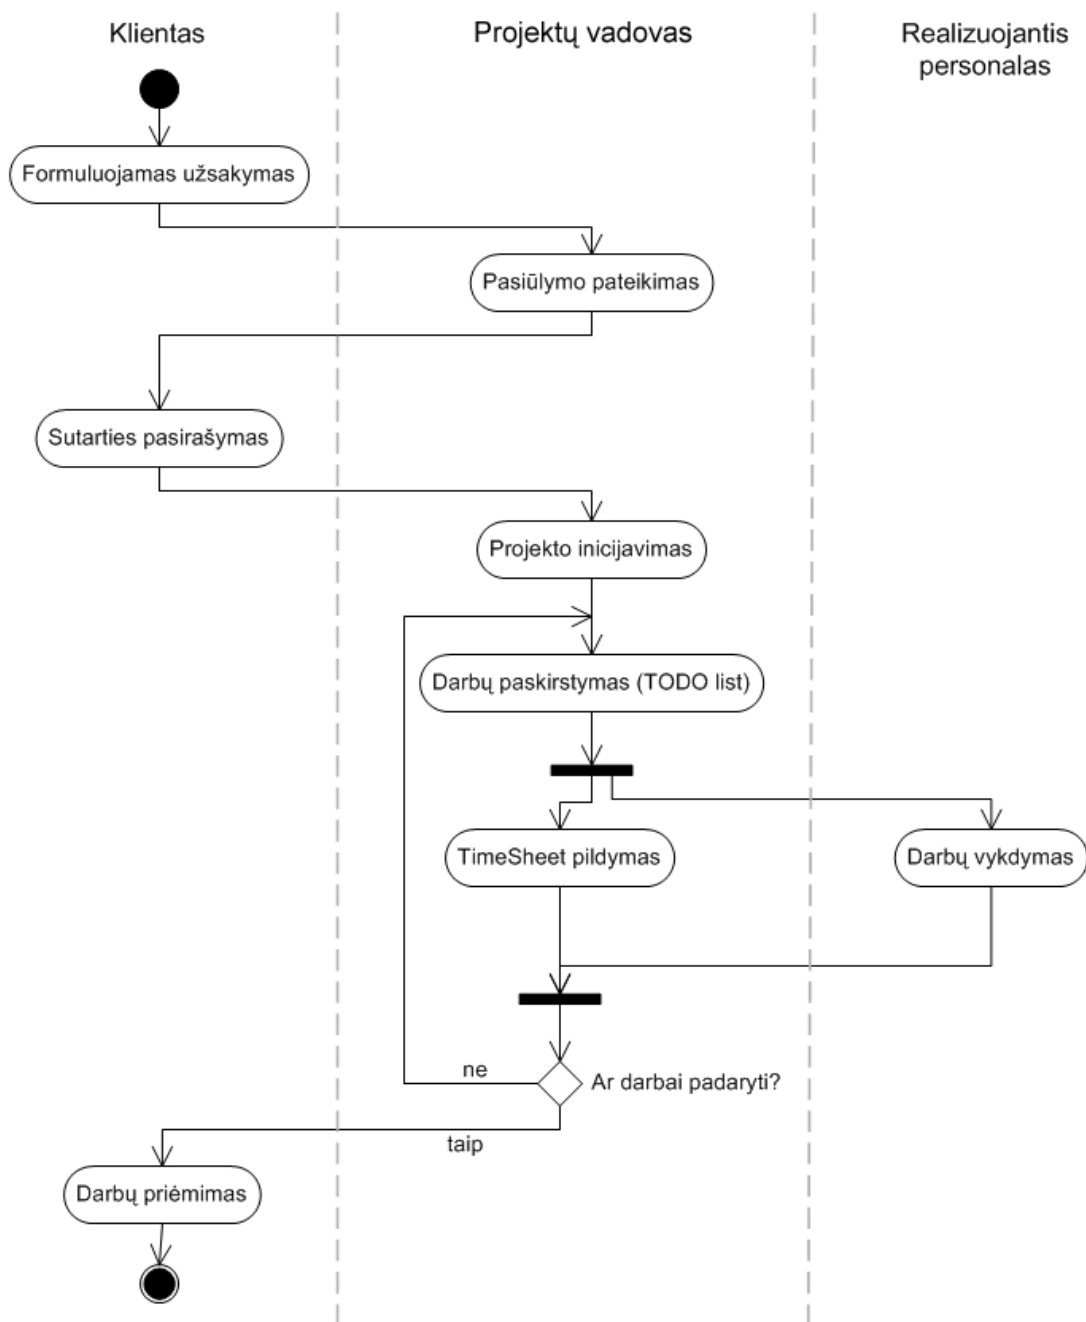 Klientas
Projektų vadovas
Realizuojantis
personalas
Formuluojamas užsakymas
Pasiūlymo pateikimas
Sutarties pasirašymas
Projekto inicijavimas
Darbų paskirstymas (TODO list)
TimeSheet pildymas
Darbų vykdymas
ne
Ar darbai padaryti?
taip
Darbų priėmimas